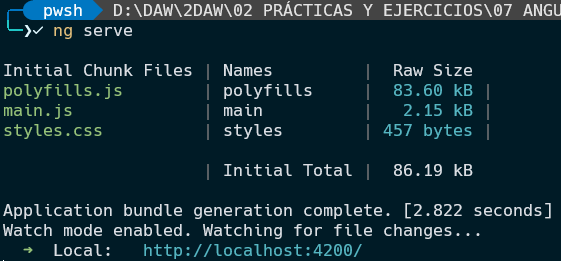 pwsh D:\DAW\2DAW\02 PRÁCTICAS Y EJERCICIOS\07 ANGU
ng serve
Initial Chunk Files | Names | Raw Size
polyfills.js | polyfills | 83.60 kB |
main.js | main | 2.15 kB |
styles.css | styles | 457 bytes |
| Initial Total | 86.19 kB
Application bundle generation complete. [2.822 seconds]
Watch mode enabled. Watching for file changes...
➜ Local: http://localhost:4200/